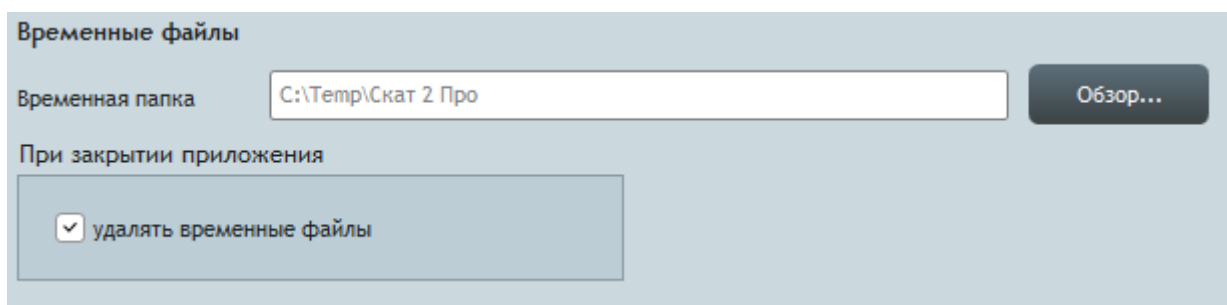 Временные файлы
Временная папка C:\Temp\Скат 2 Про Обзор...
При закрытии приложения
удалять временные файлы